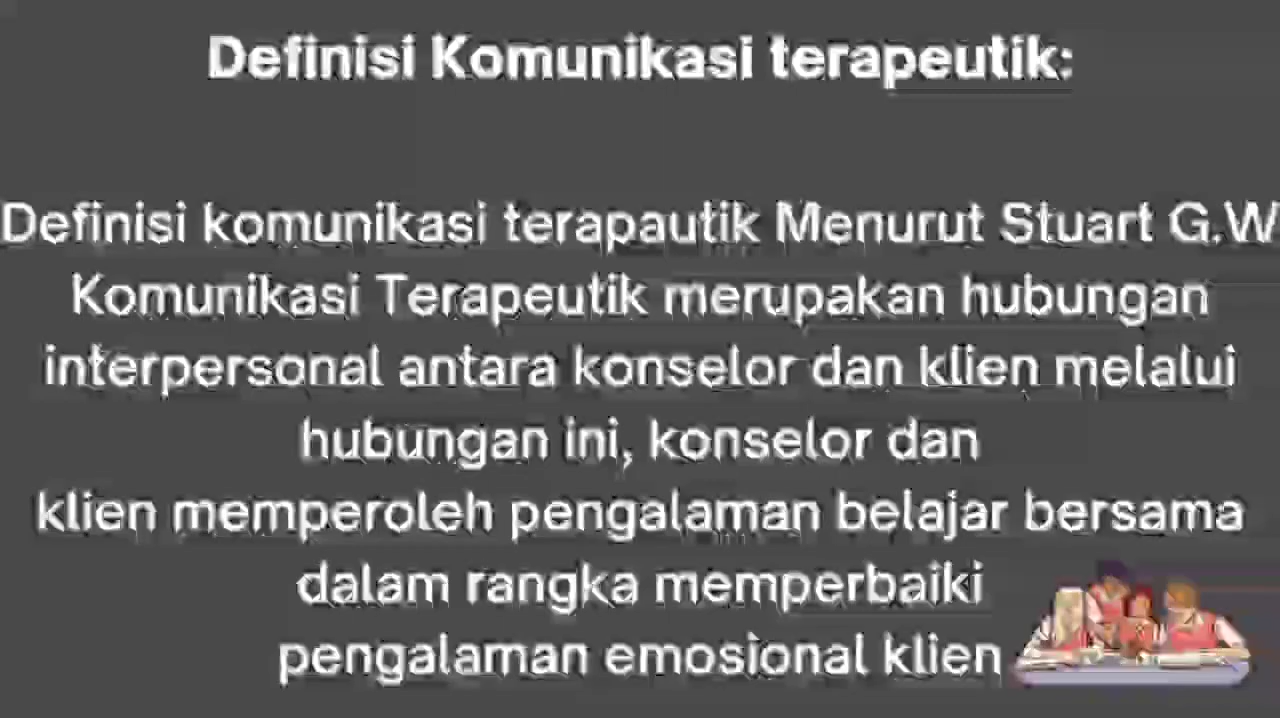 Definisi Komunikasi terapeutik:
Definisi komunikasi terapautik Menurut Stuart G.W
Komunikasi Terapeutik merupakan hubungan
interpersonal antara konselor dan klien melalui
hubungan ini, konselor dan
klien memperoleh pengalaman belajar bersama
dalam rangka memperbaiki
pengalaman emosional klien